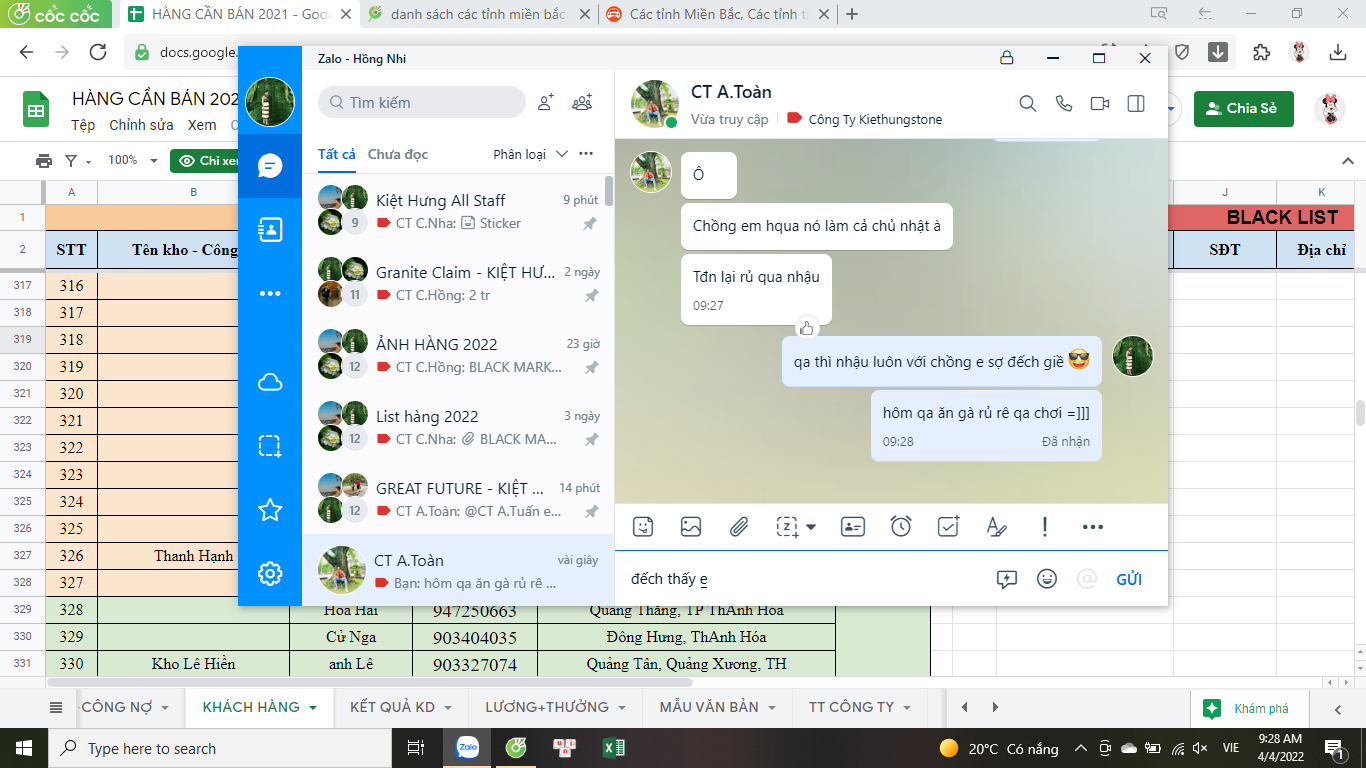 cốc cốc
HÀNG CẦN BÁN 2021 - Goo
danh sách các tỉnh miền bắc
Các tỉnh Miền Bắc, Các tỉnh t
docs.google.
HÀNG CẦN BÁN 202
Tệp Chỉnh sửa Xem
Chia Sẻ
100%
Chỉ xe
Zalo - Hồng Nhi
Tìm kiếm
Tất cả Chưa đọc Phân loại
Kiệt Hưng All Staff 9 phút
9 CT C.Nha: Sticker
Granite Claim - KIỆT HƯ... 2 ngày
11 CT C.Hồng: 2 tr
ẢNH HÀNG 2022 23 giờ
12 CT C.Hồng: BLACK MARK...
List hàng 2022 3 ngày
12 CT C.Nha: BLACK MA...
GREAT FUTURE - KIỆT ... 14 phút
12 CT A.Toàn: @CT A.Tuấn e...
CT A.Toàn vài giây
Bạn: hôm qa ăn gà rủ rê ...
CT A.Toàn
Vừa truy cập Công Ty Kiethungstone
Ô
Chồng em hqua nó làm cả chủ nhật à
Tđn lại rủ qua nhậu
09:27
qa thì nhậu luôn với chồng e sợ đếch giề 😎
hôm qa ăn gà rủ rê qa chơi =]]]
09:28 Đã nhận
đếch thấy e
GỬI
A B J K
1 BLACK LIST
2 STT Tên kho - Công SĐT Địa chỉ
317 316
318 317
319 318
320 319
321 320
322 321
323 322
324 323
325 324
326 325
327 326 Thanh Hạnh
328 327
329 328 Hoa Hải 947250663 Quảng Thắng, TP ThAnh Hóa
330 329 Cử Nga 903404035 Đông Hưng, ThAnh Hóa
331 330 Kho Lê Hiền anh Lê 903327074 Quảng Tân, Quảng Xương, TH
CÔNG NỢ KHÁCH HÀNG KẾT QUẢ KD LƯƠNG+THƯỞNG MẪU VĂN BẢN TT CÔNG TY Khám phá
Type here to search
Zalo
20°C Có nắng
VIE
9:28 AM
4/4/2022
1